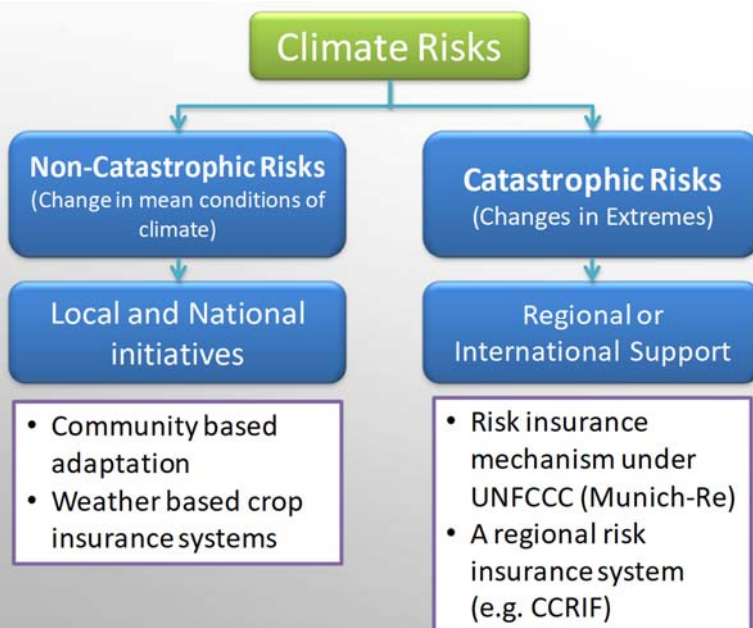 Climate Risks
Non-Catastrophic Risks
(Change in mean conditions of
climate)
Catastrophic Risks
(Changes in Extremes)
Local and National
initiatives
Regional or
International Support
• Community based
adaptation
• Weather based crop
insurance systems
• Risk insurance
mechanism under
UNFCCC (Munich-Re)
• A regional risk
insurance system
(e.g. CCRIF)